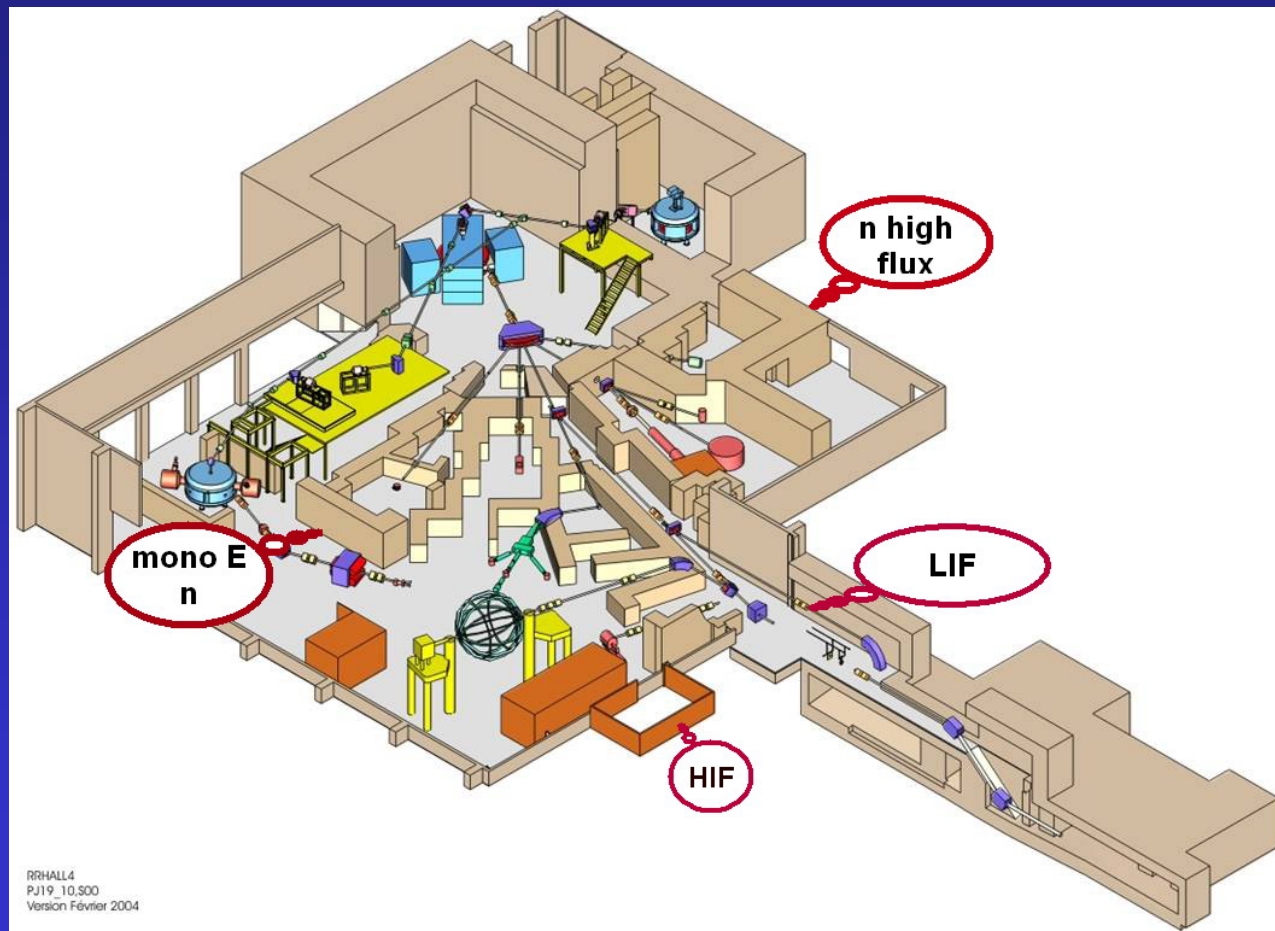 n high
flux
mono E
n
LIF
HIF
RRHALL4
PJ19_10,S00
Version Février 2004